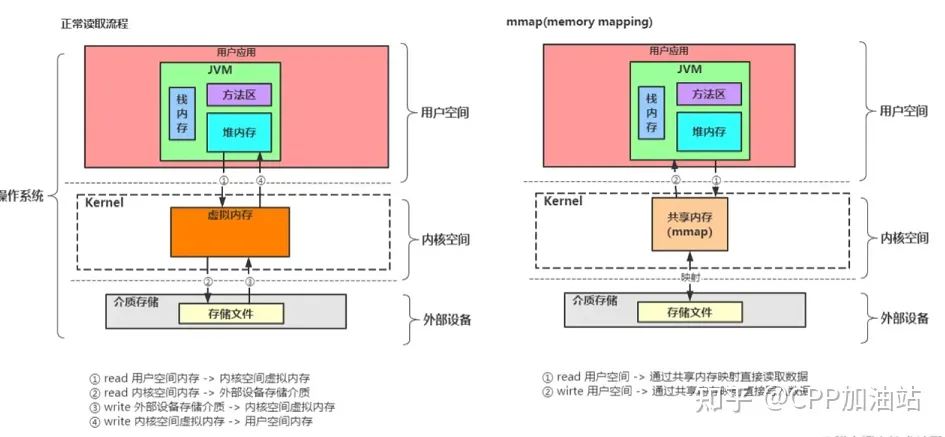 正常读取流程
用户应用
JVM
栈内存
方法区
堆内存
用户空间
① ④
操作系统
Kernel
虚拟内存
内核空间
② ③
介质存储
存储文件
外部设备
① read 用户空间内存 -> 内核空间虚拟内存
② read 内核空间内存 -> 外部设备存储介质
③ write 外部设备存储介质 -> 内核空间虚拟内存
④ write 内核空间虚拟内存 -> 用户空间内存
mmap(memory mapping)
用户应用
JVM
栈内存
方法区
堆内存
用户空间
② ①
Kernel
共享内存
(mmap)
内核空间
映射
介质存储
存储文件
外部设备
① read 用户空间 -> 通过共享内存映射直接读取数据
② wirte 用户空间 -> 通过共享内存映射直接写入数据
知乎 @CPP加油站